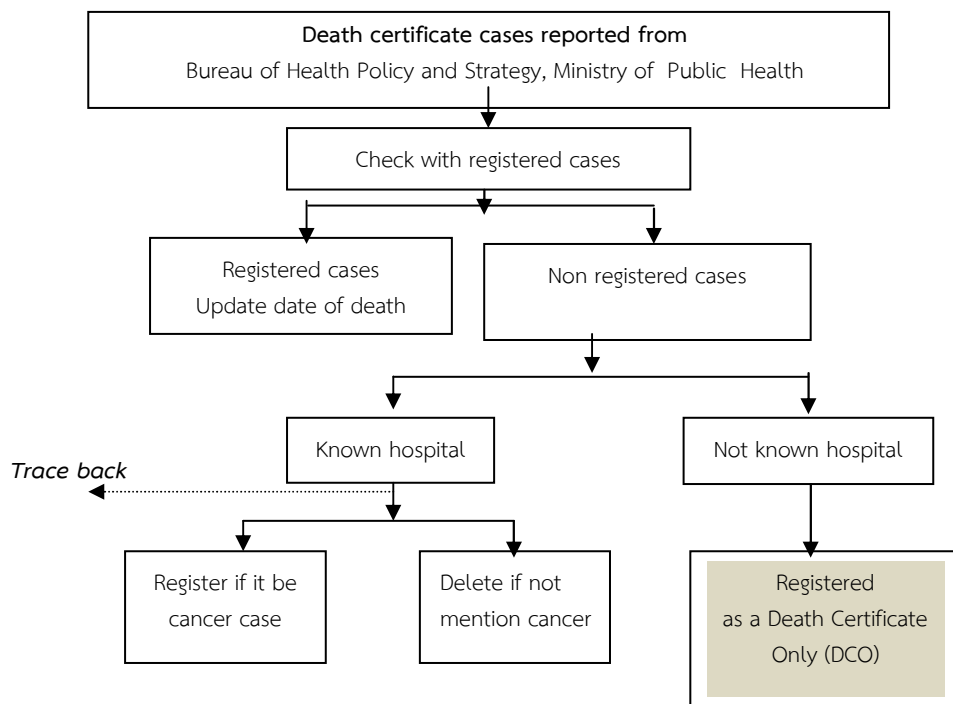 Death certificate cases reported from
Bureau of Health Policy and Strategy, Ministry of Public Health
Check with registered cases
Registered cases
Update date of death
Non registered cases
Known hospital
Not known hospital
Trace back
Register if it be
cancer case
Delete if not
mention cancer
Registered
as a Death Certificate
Only (DCO)